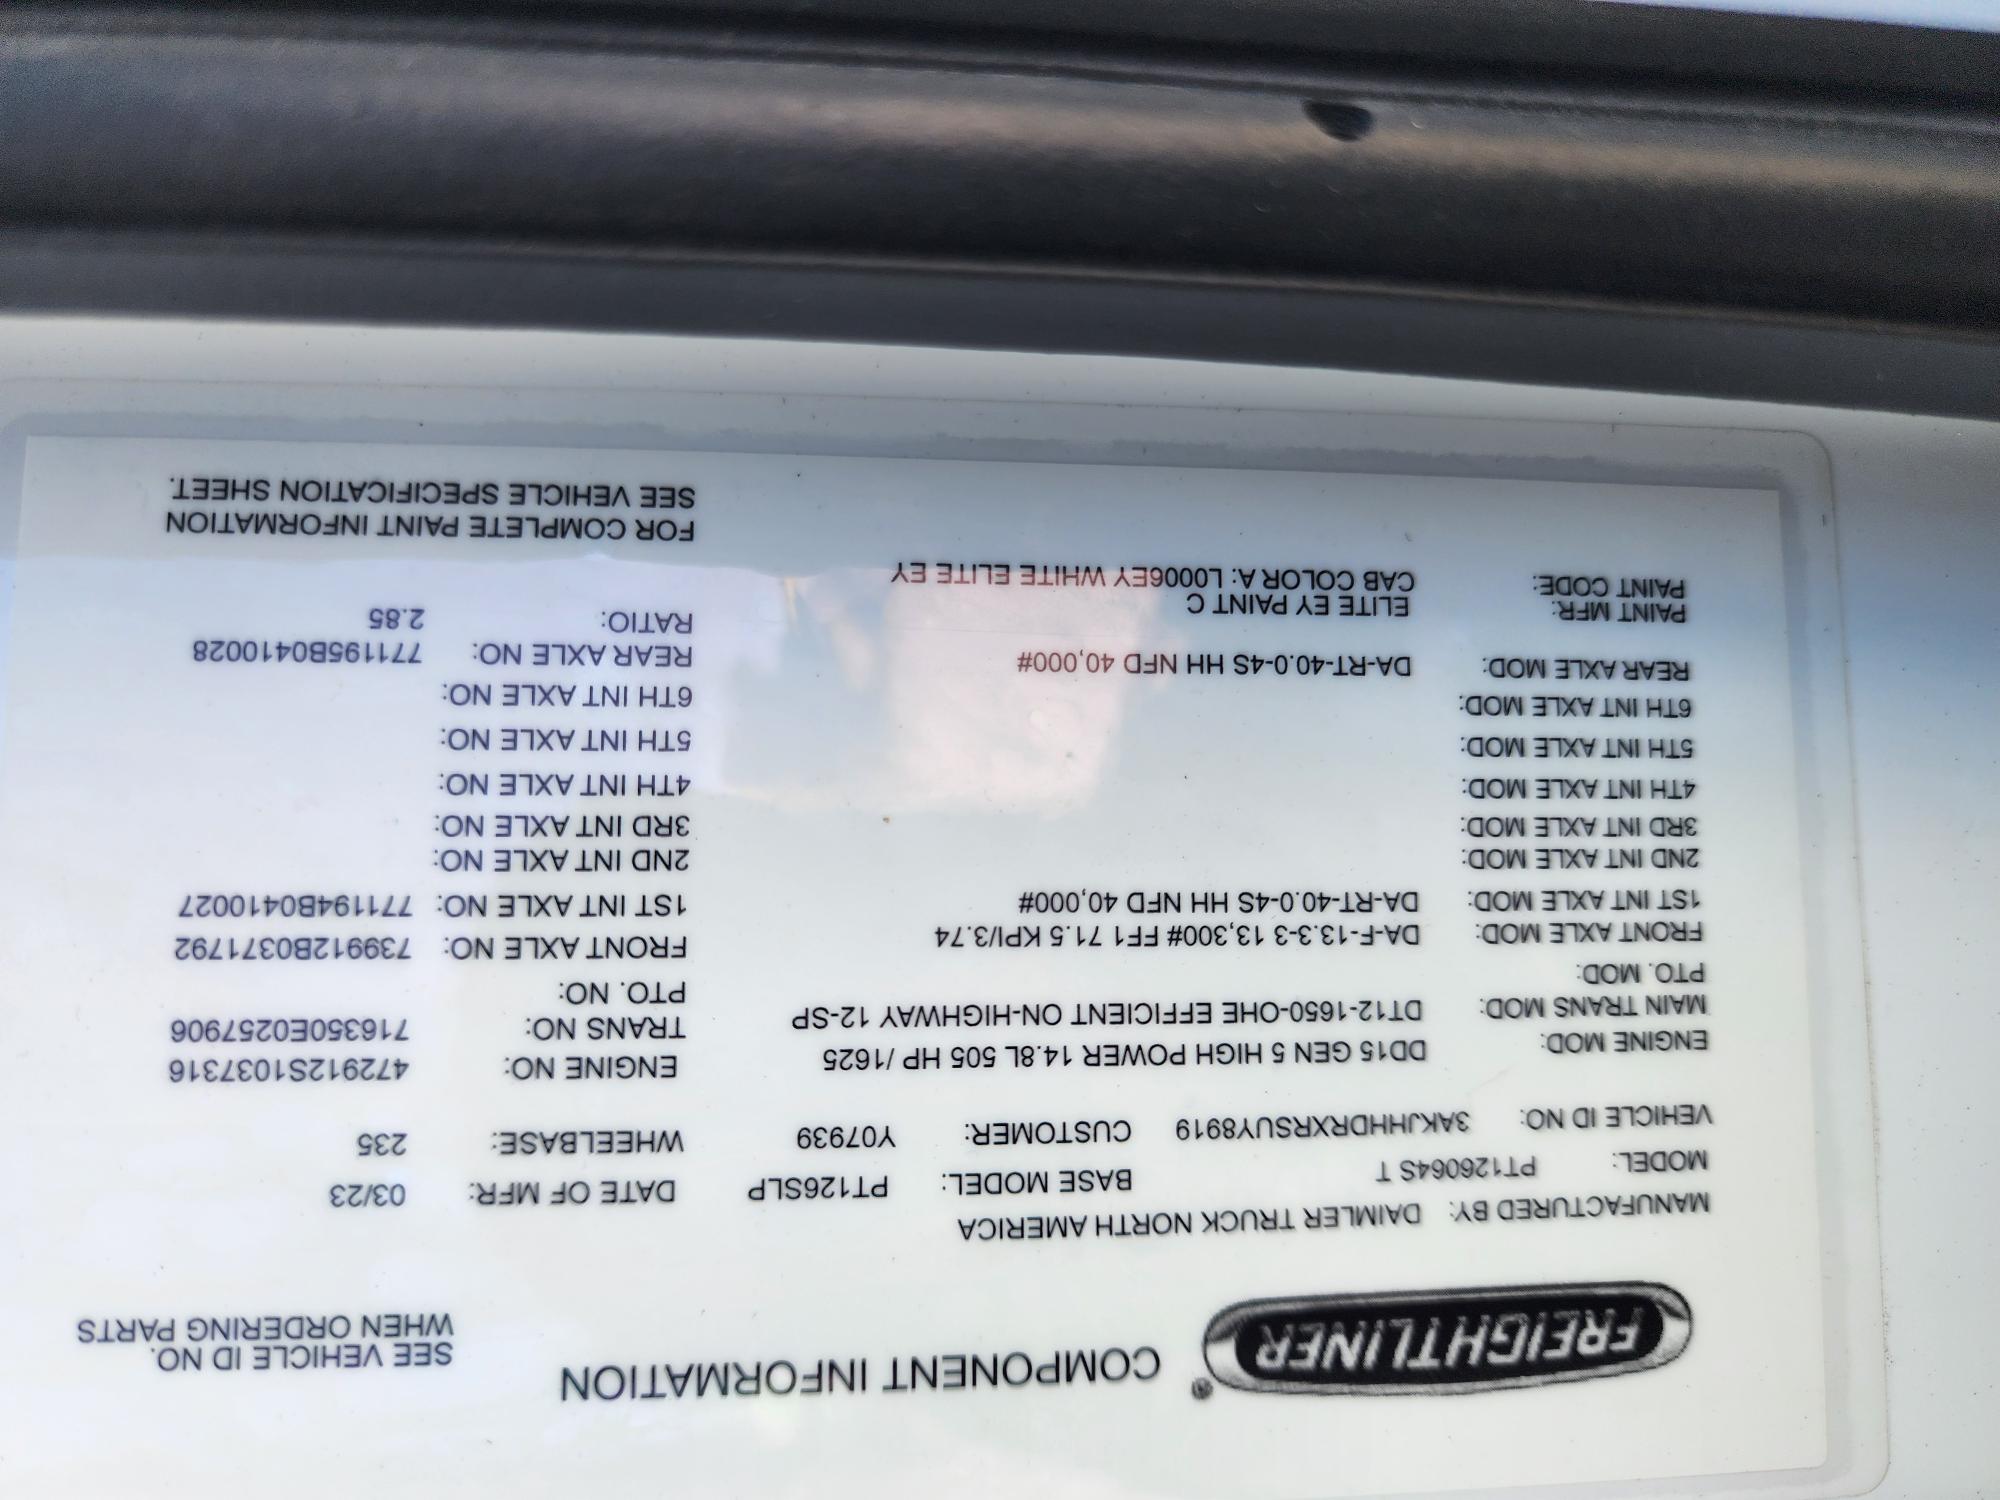 FREIGHTLINER®
COMPONENT INFORMATION
SEE VEHICLE ID NO.
WHEN ORDERING PARTS
MANUFACTURED BY: DAIMLER TRUCK NORTH AMERICA
MODEL: PT126064S T BASE MODEL: PT126SLP DATE OF MFR: 03/23
VEHICLE ID NO: 3AKJHHDRXRSUY8919 CUSTOMER: Y07939 WHEELBASE: 235
ENGINE MOD: DD15 GEN 5 HIGH POWER 14.8L 505 HP /1625 ENGINE NO: 472912S1037316
MAIN TRANS MOD: DT12-1650-OHE EFFICIENT ON-HIGHWAY 12-SP TRANS NO: 716350E0257906
PTO. MOD: PTO. NO:
FRONT AXLE MOD: DA-F-13.3-3 13,300# FF1 71.5 KPI/3.74 FRONT AXLE NO: 739912B0371792
1ST INT AXLE MOD: DA-RT-40.0-4S HH NFD 40,000# 1ST INT AXLE NO: 771194B0410027
2ND INT AXLE MOD: 2ND INT AXLE NO:
3RD INT AXLE MOD: 3RD INT AXLE NO:
4TH INT AXLE MOD: 4TH INT AXLE NO:
5TH INT AXLE MOD: 5TH INT AXLE NO:
6TH INT AXLE MOD: 6TH INT AXLE NO:
REAR AXLE MOD: DA-RT-40.0-4S HH NFD 40,000# REAR AXLE NO: 771195B0410028
RATIO: 2.85
PAINT MFR: ELITE EY PAINT C
PAINT CODE: CAB COLOR A: L0006EY WHITE ELITE EY
FOR COMPLETE PAINT INFORMATION
SEE VEHICLE SPECIFICATION SHEET.